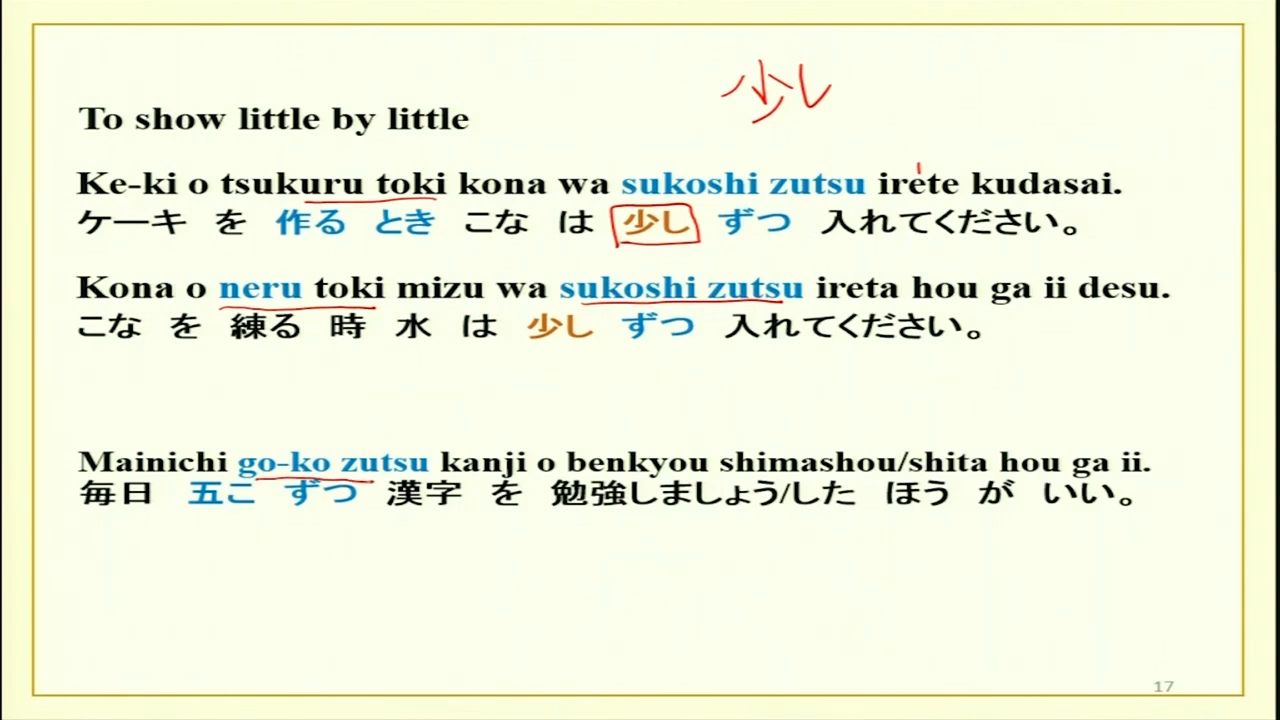 少し
To show little by little
Ke-ki o tsukuru toki kona wa sukoshi zutsu irete kudasai.
ケーキ を 作る とき こな は 少し ずつ 入れてください。
Kona o neru toki mizu wa sukoshi zutsu ireta hou ga ii desu.
こな を 練る 時 水 は 少し ずつ 入れてください。
Mainichi go-ko zutsu kanji o benkyou shimashou/shita hou ga ii.
毎日 五こ ずつ 漢字 を 勉強しましょう/した ほう が いい。
17